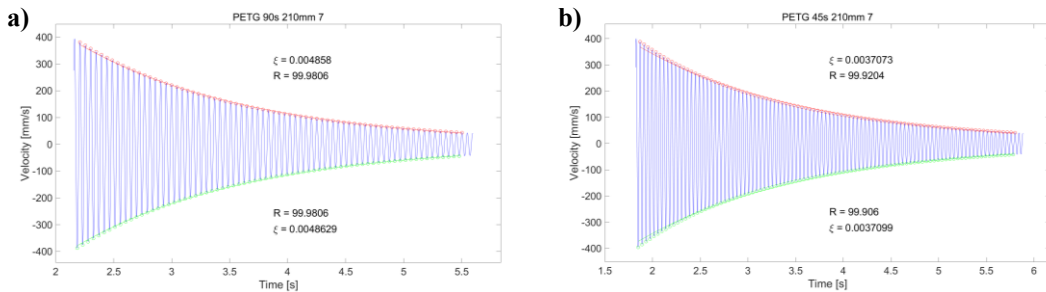 a)
PETG 90s 210mm 7
400
300
200
100
0
-100
-200
-300
-400
Velocity [mm/s]
ξ = 0.004858
R = 99.9806
R = 99.9806
ξ = 0.0048629
2
2.5
3
3.5
4
4.5
5
5.5
Time [s]
b)
PETG 45s 210mm 7
400
300
200
100
0
-100
-200
-300
-400
Velocity [mm/s]
ξ = 0.0037073
R = 99.9204
R = 99.906
ξ = 0.0037099
1.5
2
2.5
3
3.5
4
4.5
5
5.5
6
Time [s]